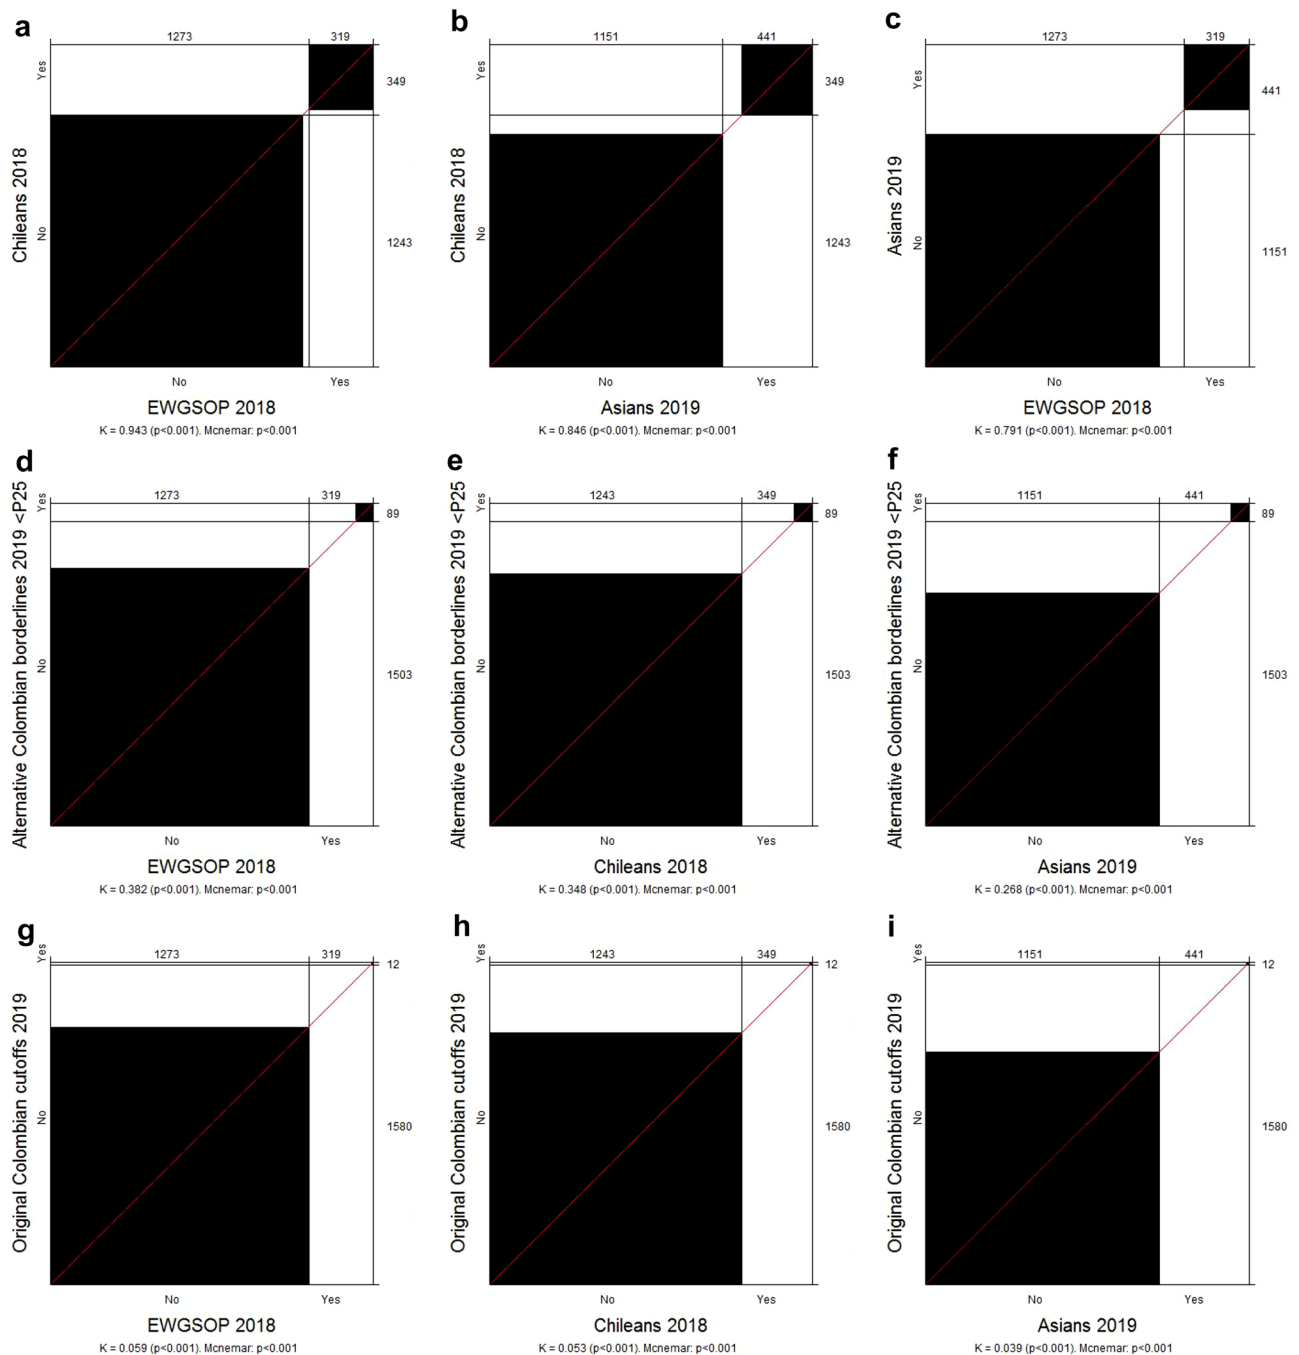 a
1273 319
Yes
349
Chileans 2018
No
1243
No Yes
EWGSOP 2018
K = 0.943 (p<0.001). Mcnemar: p<0.001
b
1151 441
Yes
349
Chileans 2018
No
1243
No Yes
Asians 2019
K = 0.846 (p<0.001). Mcnemar: p<0.001
c
1273 319
Yes
441
Asians 2019
No
1151
No Yes
EWGSOP 2018
K = 0.791 (p<0.001). Mcnemar: p<0.001
d
1273 319
Yes
89
Alternative Colombian borderlines 2019 <P25
No
1503
No Yes
EWGSOP 2018
K = 0.382 (p<0.001). Mcnemar: p<0.001
e
1243 349
Yes
89
Alternative Colombian borderlines 2019 <P25
No
1503
No Yes
Chileans 2018
K = 0.348 (p<0.001). Mcnemar: p<0.001
f
1151 441
Yes
89
Alternative Colombian borderlines 2019 <P25
No
1503
No Yes
Asians 2019
K = 0.268 (p<0.001). Mcnemar: p<0.001
g
1273 319
Yes
12
Original Colombian cutoffs 2019
No
1580
No Yes
EWGSOP 2018
K = 0.059 (p<0.001). Mcnemar: p<0.001
h
1243 349
Yes
12
Original Colombian cutoffs 2019
No
1580
No Yes
Chileans 2018
K = 0.053 (p<0.001). Mcnemar: p<0.001
i
1151 441
Yes
12
Original Colombian cutoffs 2019
No
1580
No Yes
Asians 2019
K = 0.039 (p<0.001). Mcnemar: p<0.001